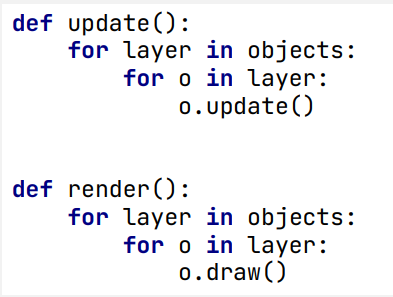 def update():
    for layer in objects:
        for o in layer:
            o.update()


def render():
    for layer in objects:
        for o in layer:
            o.draw()